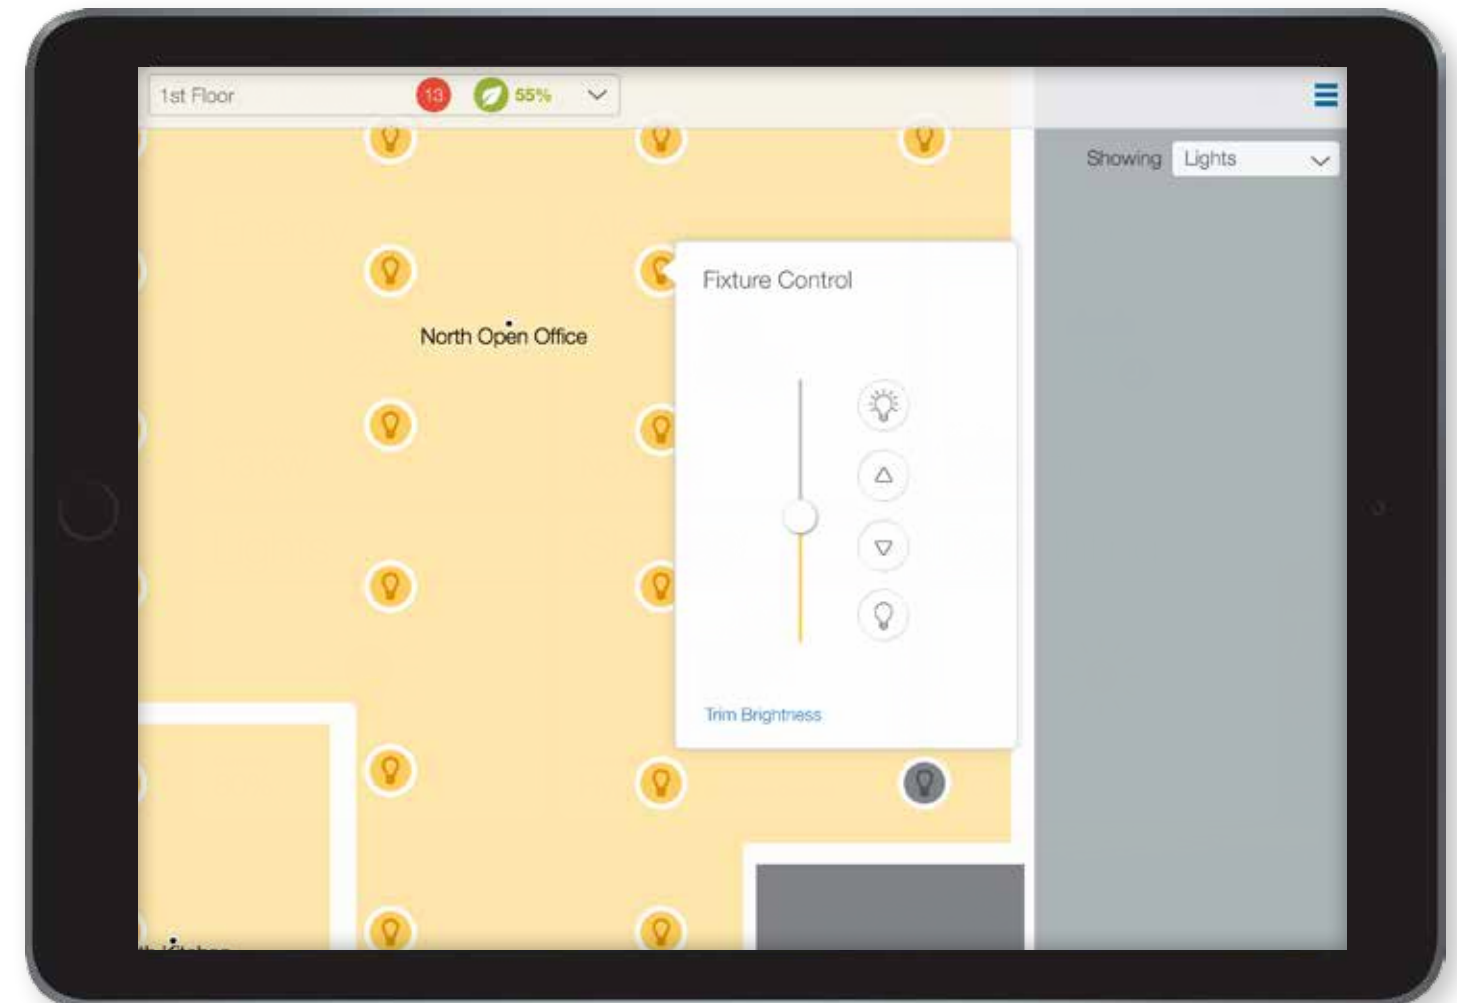 1st Floor 13 55%
Showing Lights
Fixture Control
North Open Office
Trim Brightness